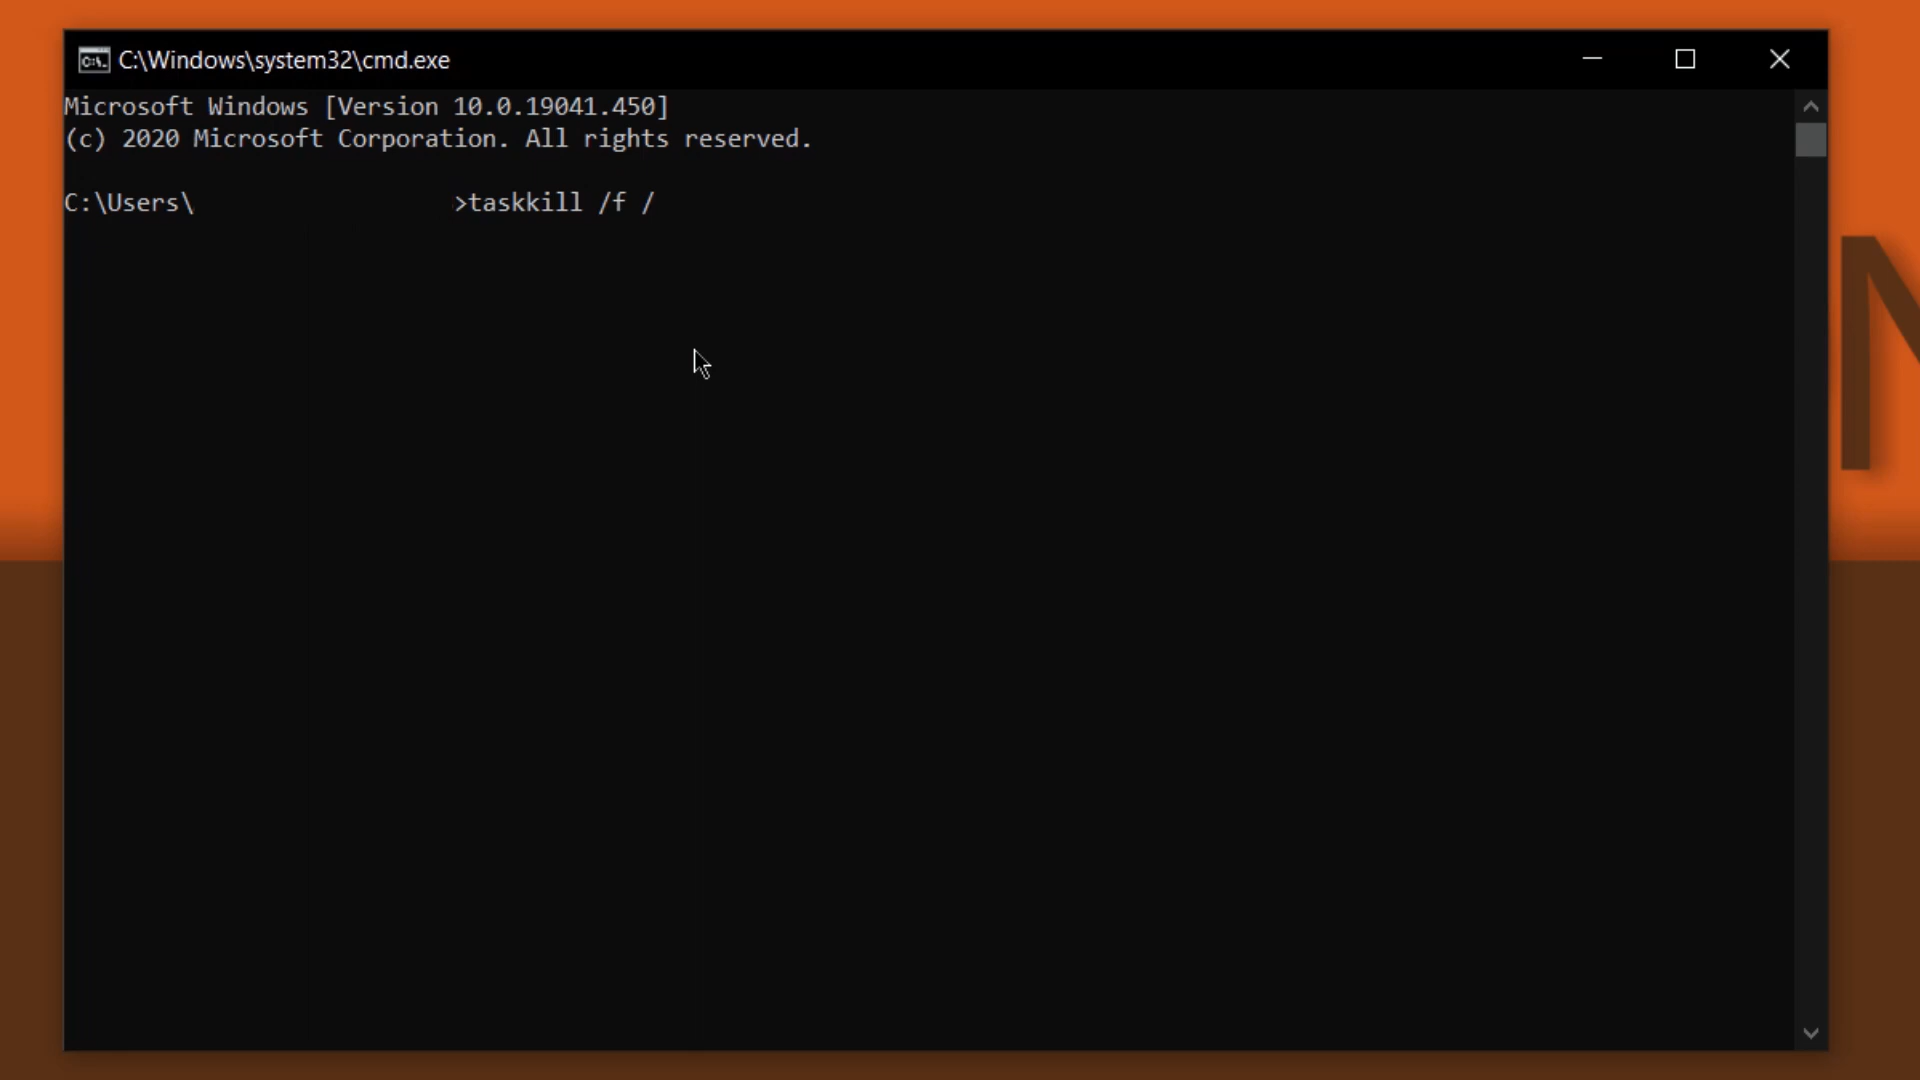 C:\Windows\system32\cmd.exe
Microsoft Windows [Version 10.0.19041.450]
(c) 2020 Microsoft Corporation. All rights reserved.
C:\Users\                  >taskkill /f /
N